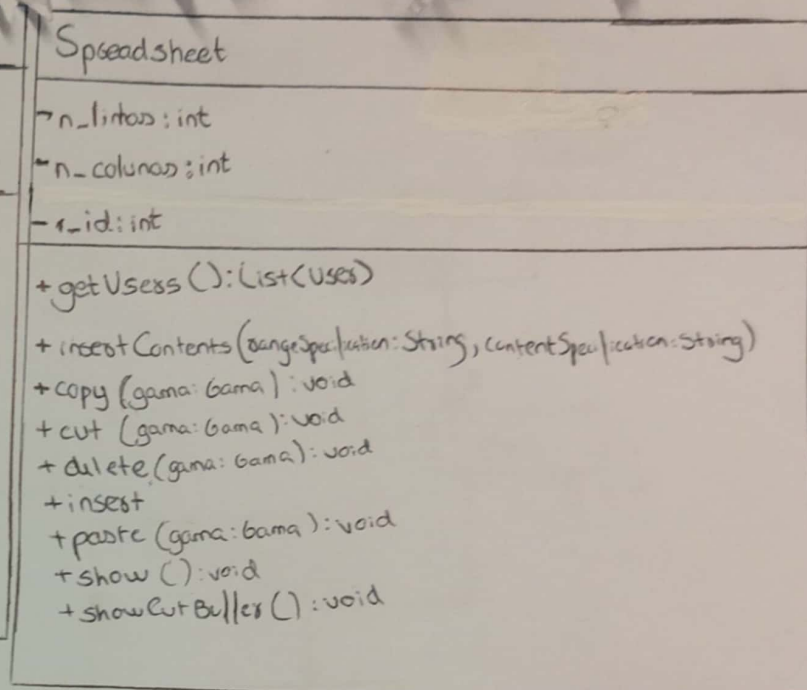 Spreadsheet
- n_linhas: int
- n_colunas: int
- s_id: int
+ getUsers(): List<User>
+ insertContents(rangeSpecification: String, contentSpecification: String)
+ copy (gama: Gama): void
+ cut (gama: Gama): void
+ delete (gama: Gama): void
+ insert
+ paste (gama: Gama): void
+ show (): void
+ showCutBuffer(): void